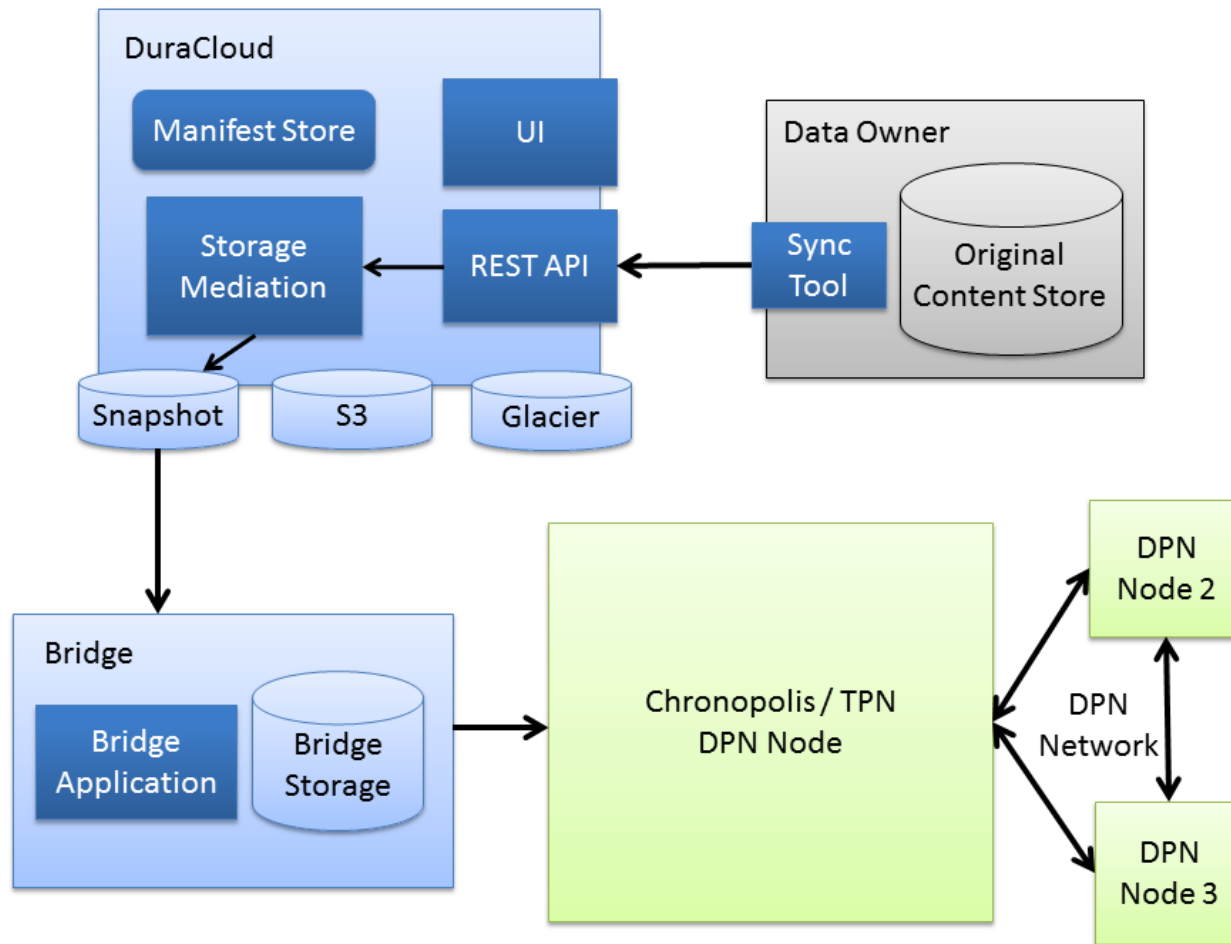 DuraCloud
Manifest Store
UI
Storage
Mediation
REST API
Snapshot
S3
Glacier
Data Owner
Sync
Tool
Original
Content Store
Bridge
Bridge
Application
Bridge
Storage
Chronopolis / TPN
DPN Node
DPN
Node 2
DPN
Network
DPN
Node 3